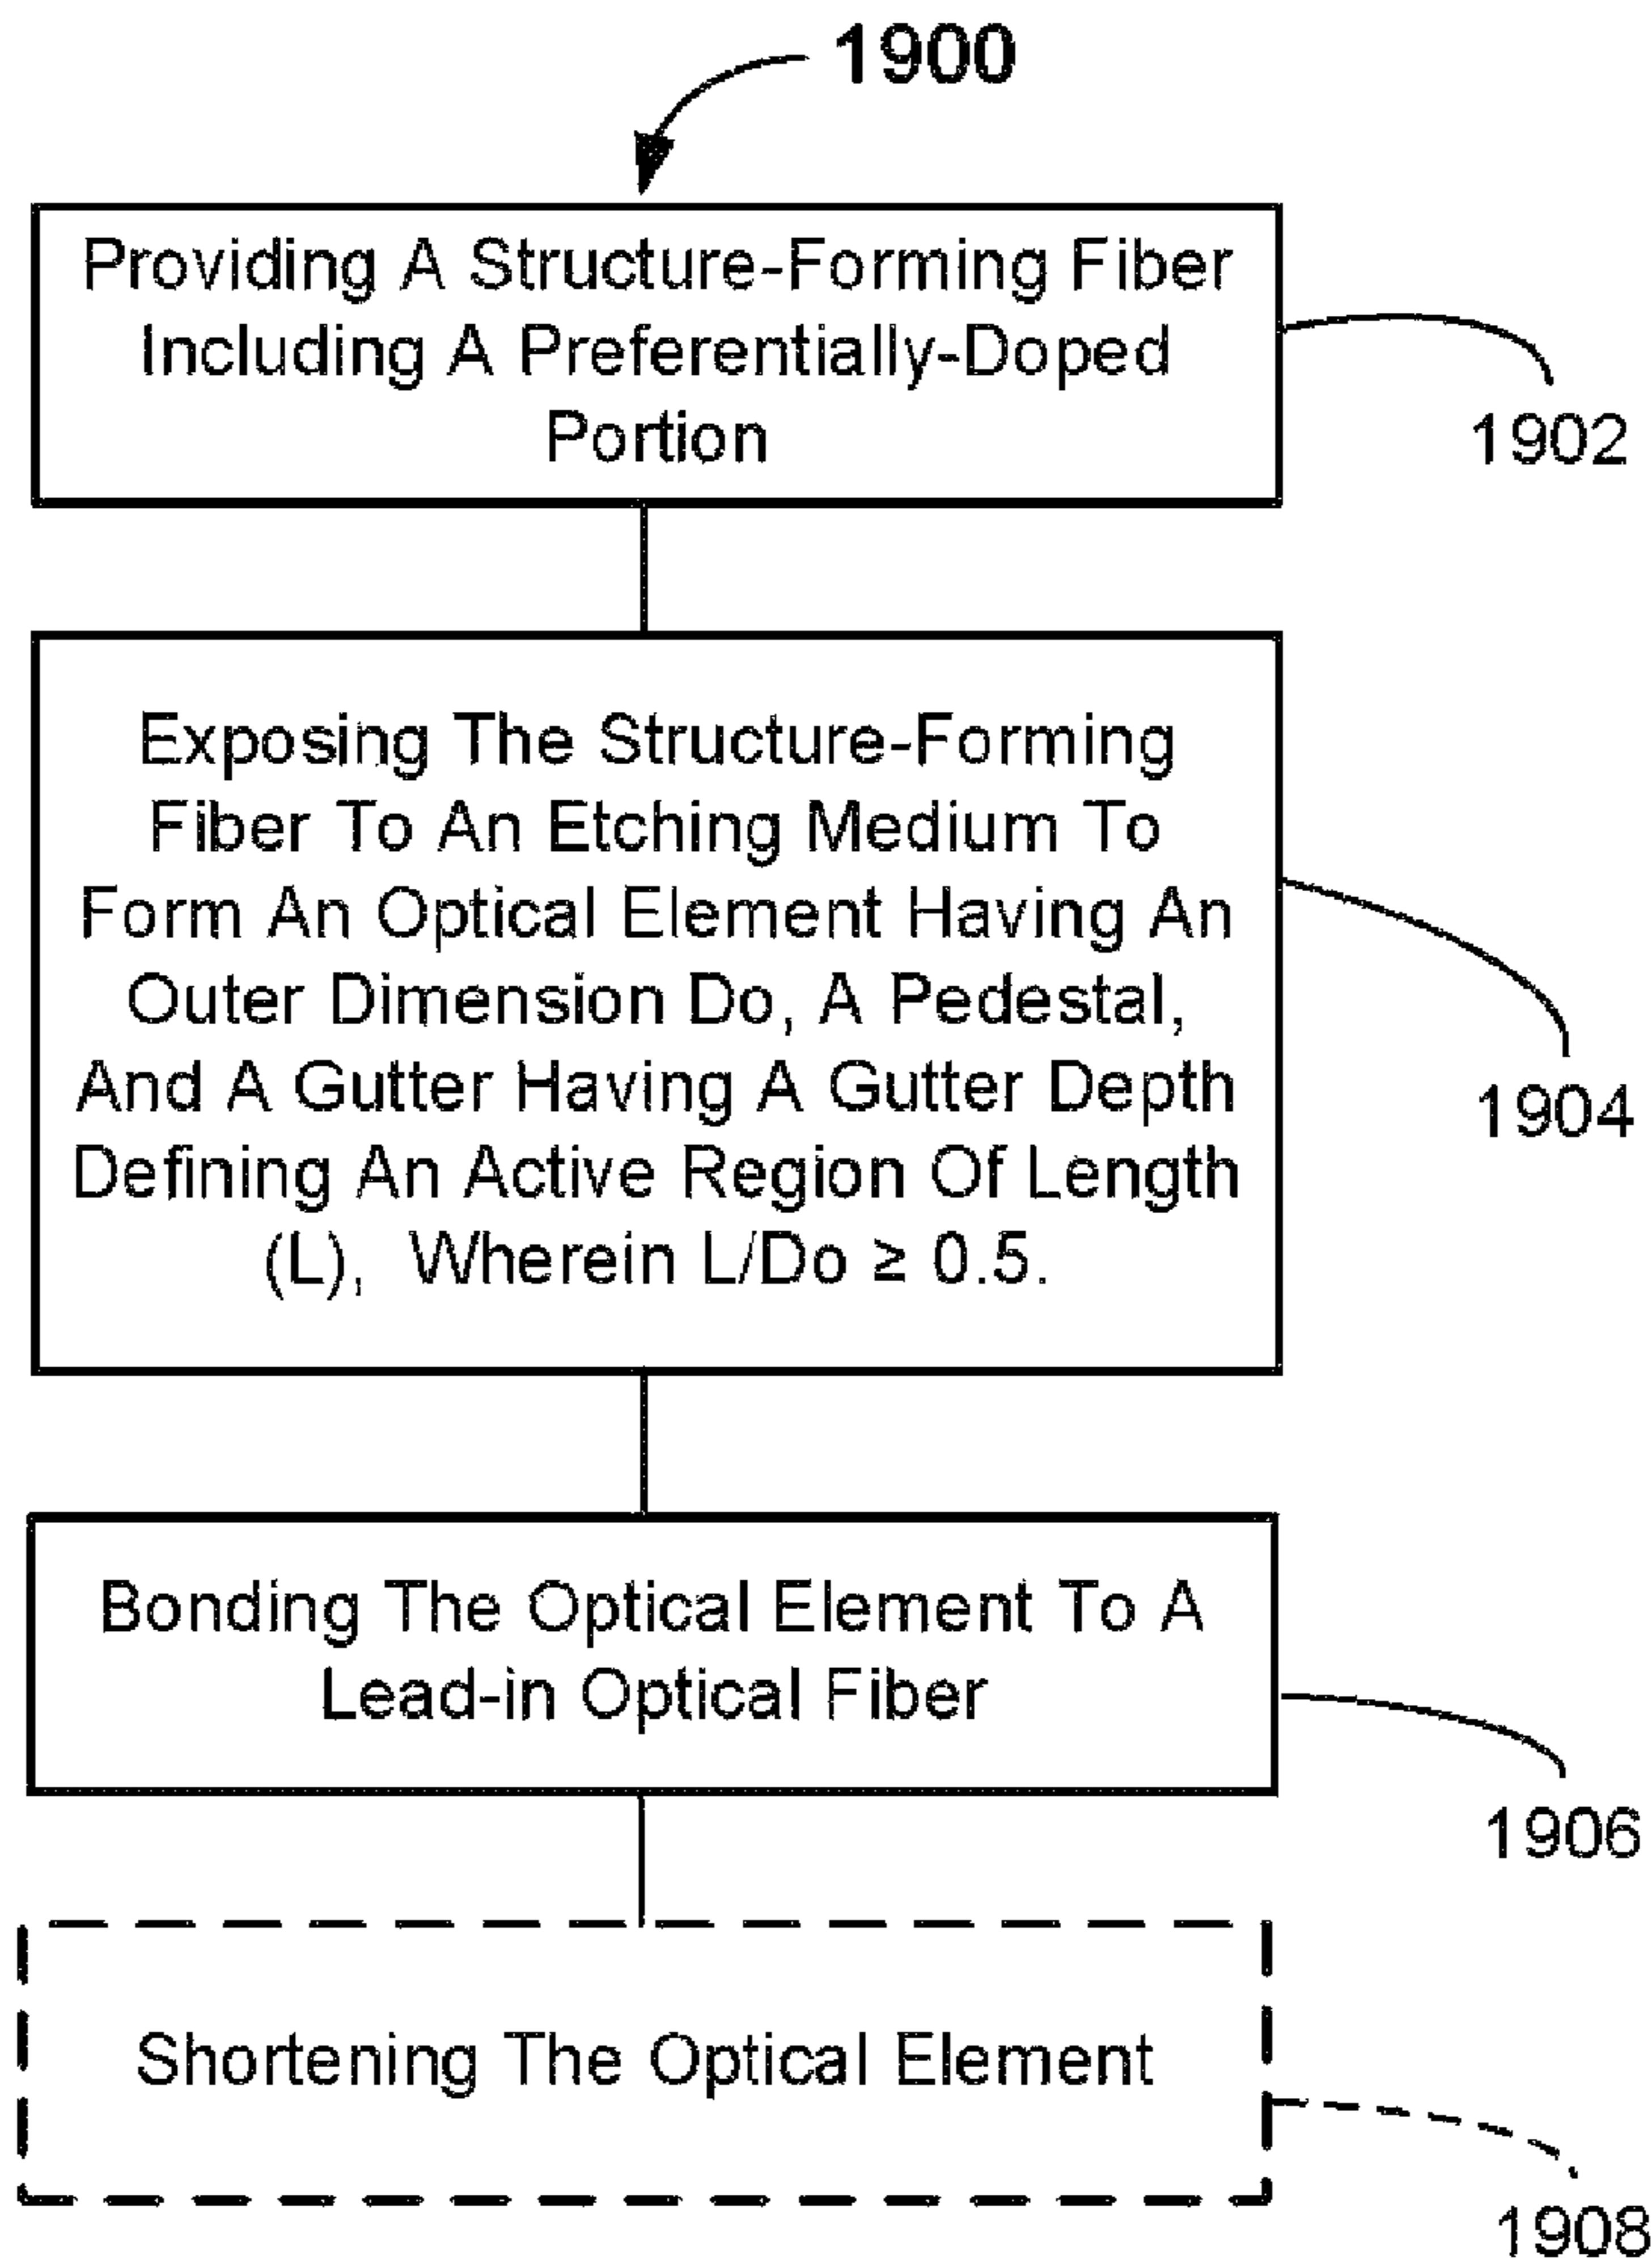 1900
Providing A Structure-Forming Fiber
Including A Preferentially-Doped
Portion
1902
Exposing The Structure-Forming
Fiber To An Etching Medium To
Form An Optical Element Having An
Outer Dimension Do, A Pedestal,
And A Gutter Having A Gutter Depth
Defining An Active Region Of Length
(L), Wherein L/Do ≥ 0.5.
1904
Bonding The Optical Element To A
Lead-in Optical Fiber
1906
Shortening The Optical Element
1908